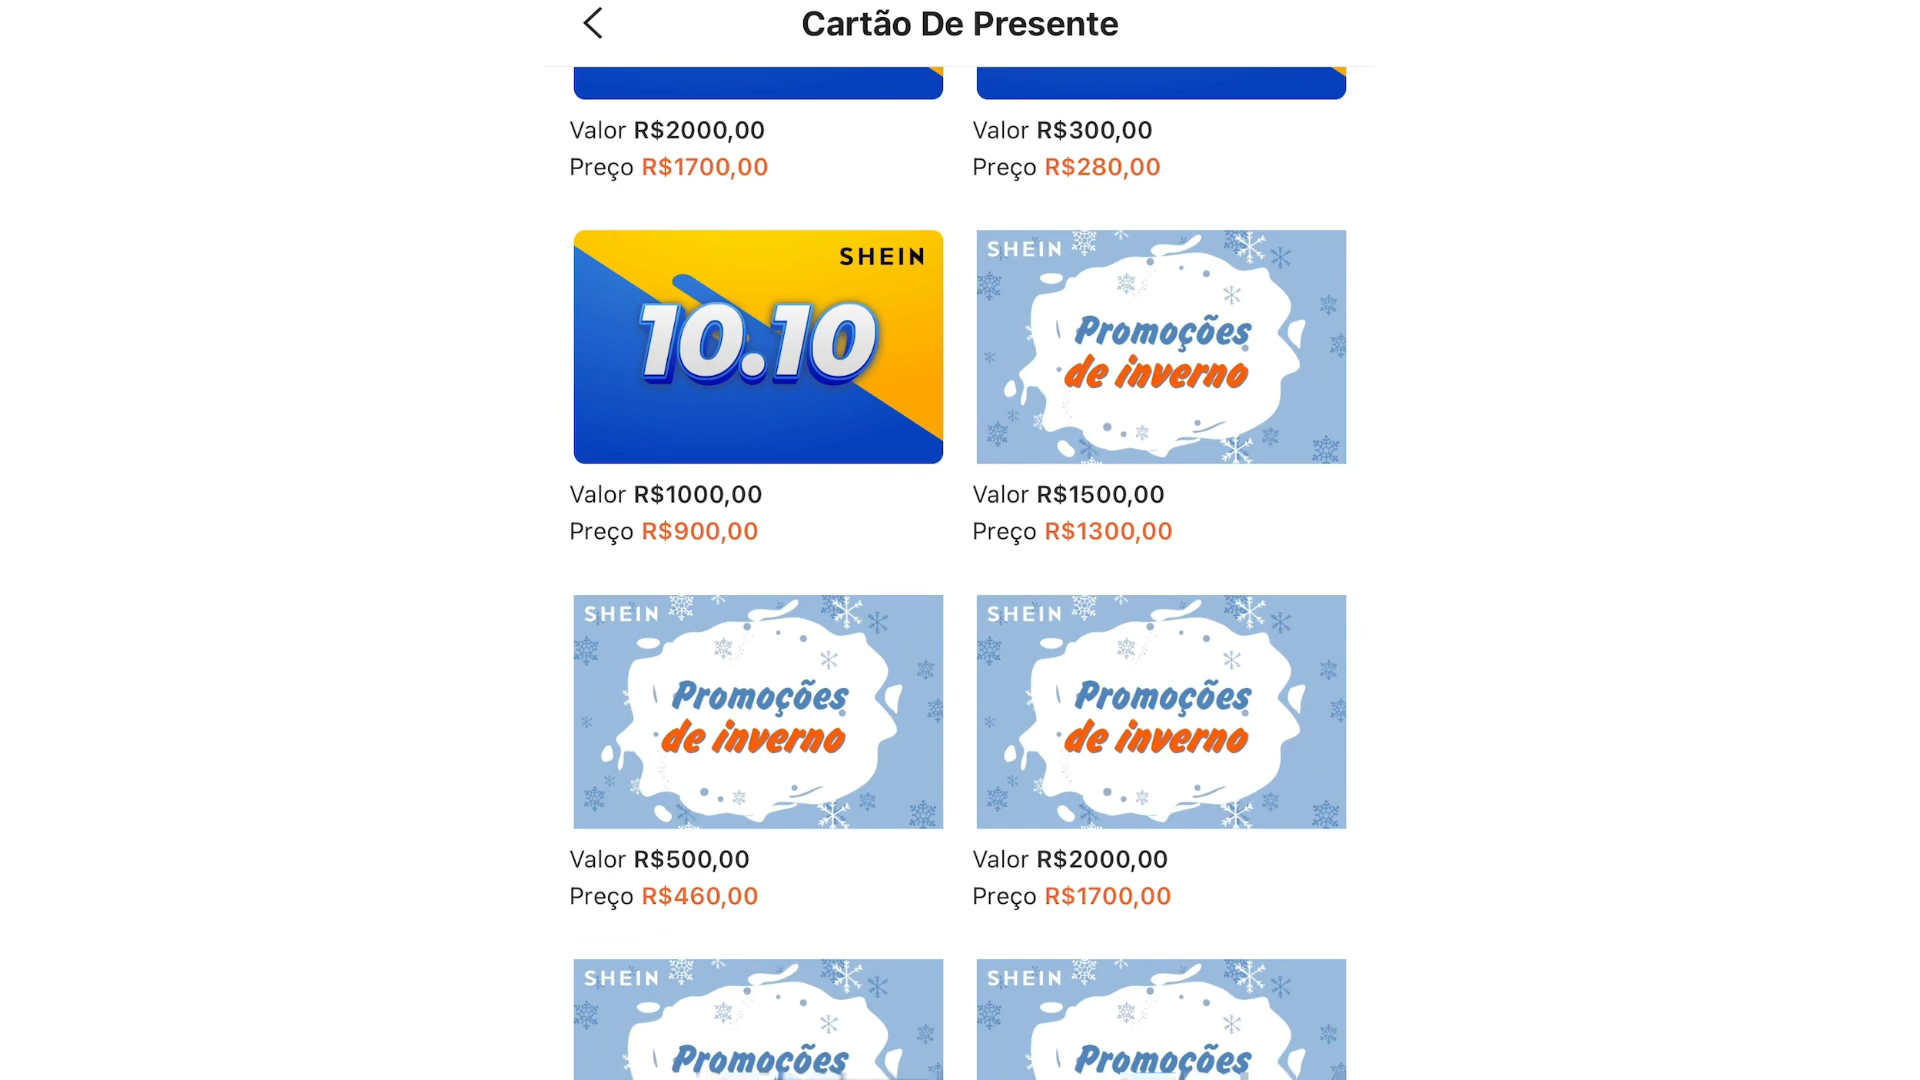 Cartão De Presente
Valor R$2000,00
Preço R$1700,00
Valor R$300,00
Preço R$280,00
SHEIN
10.10
Valor R$1000,00
Preço R$900,00
SHEIN
Promoções
de inverno
Valor R$1500,00
Preço R$1300,00
SHEIN
Promoções
de inverno
Valor R$500,00
Preço R$460,00
SHEIN
Promoções
de inverno
Valor R$2000,00
Preço R$1700,00
SHEIN
Promoções
SHEIN
Promoções